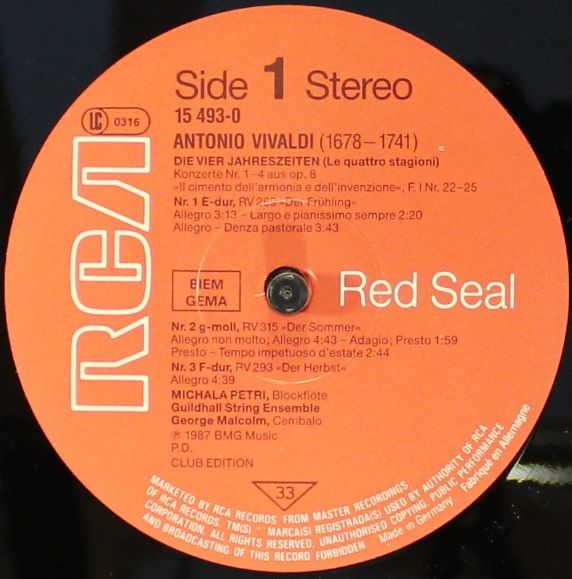 Side 1 Stereo
LC 0316
15 493-0
ANTONIO VIVALDI (1678–1741)
DIE VIER JAHRESZEITEN (Le quattro stagioni)
Konzerte Nr. 1–4 aus op. 8
»Il cimento dell'armonia e dell'invenzione«, F. I Nr. 22–25
Nr. 1 E-dur, RV 269 »Der Frühling«
Allegro 3:13 – Largo e pianissimo sempre 2:20
Allegro – Denza pastorale 3:43
RCA
BIEM
GEMA
Red Seal
Nr. 2 g-moll, RV 315 »Der Sommer«
Allegro non molto; Allegro 4:43 – Adagio; Presto 1:59
Presto – Tempo impetuoso d'estate 2:44
Nr. 3 F-dur, RV 293 »Der Herbst«
Allegro 4:39
MICHALA PETRI, Blockflöte
Guildhall String Ensemble
George Malcolm, Cembalo
℗ 1987 BMG Music
P.D.
CLUB EDITION
33
MARKETED BY RCA RECORDS FROM MASTER RECORDINGS
OF RCA RECORDS. TM(S) ® MARCA(S) REGISTRADA(S) USED BY AUTHORITY OF RCA
CORPORATION. ALL RIGHTS RESERVED. UNAUTHORISED COPYING, PUBLIC PERFORMANCE
AND BROADCASTING OF THIS RECORD FORBIDDEN Made in Germany · Fabriqué en Allemagne